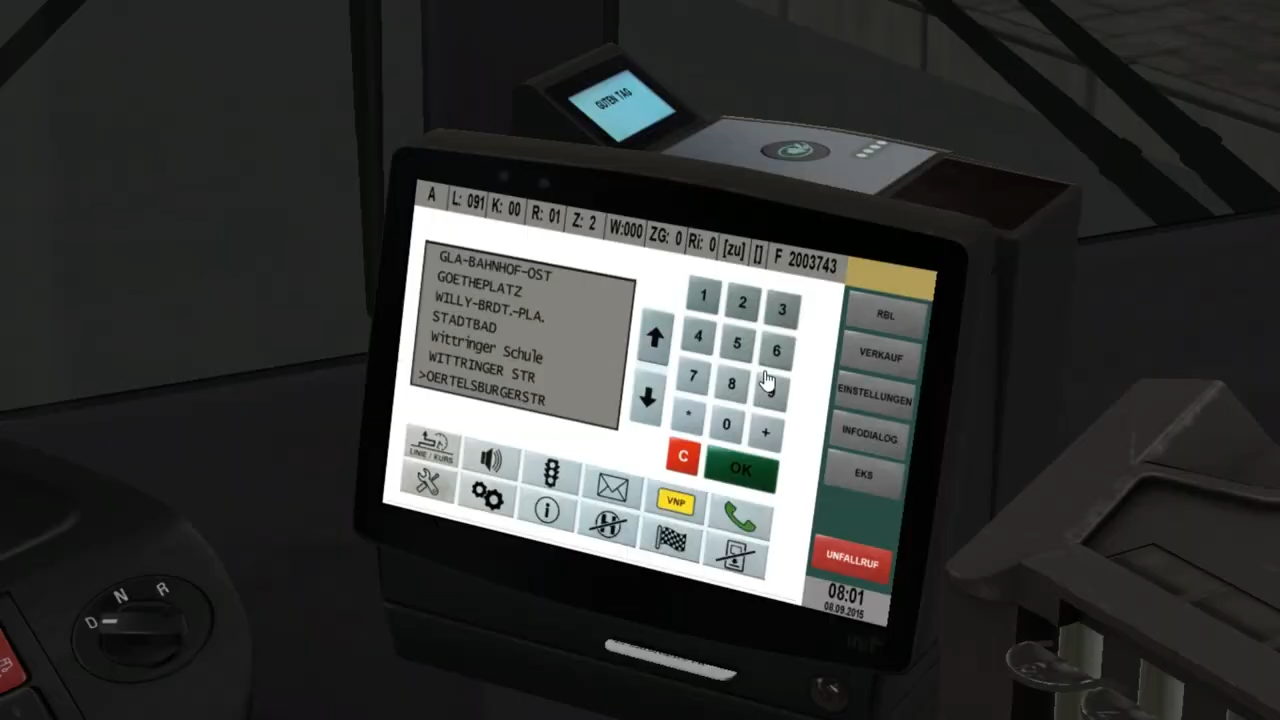 GUTEN TAG
A L: 091 K: 00 R: 01 Z: 2 W:000 ZG: 0 Ri: 0 [zu] [] F 2003743
GLA-BAHNHOF-OST
GOETHEPLATZ
WILLY-BRDT.-PLA.
STADTBAD
Wittringer Schule
WITTRINGER STR
>OERTELSBURGERSTR
1 2 3
4 5 6
7 8 9
* 0 +
C OK
RBL
VERKAUF
EINSTELLUNGEN
INFODIALOG
EKS
UNFALLRUF
LINIE / KURS
VNP
08:01
08.09.2015
D N R